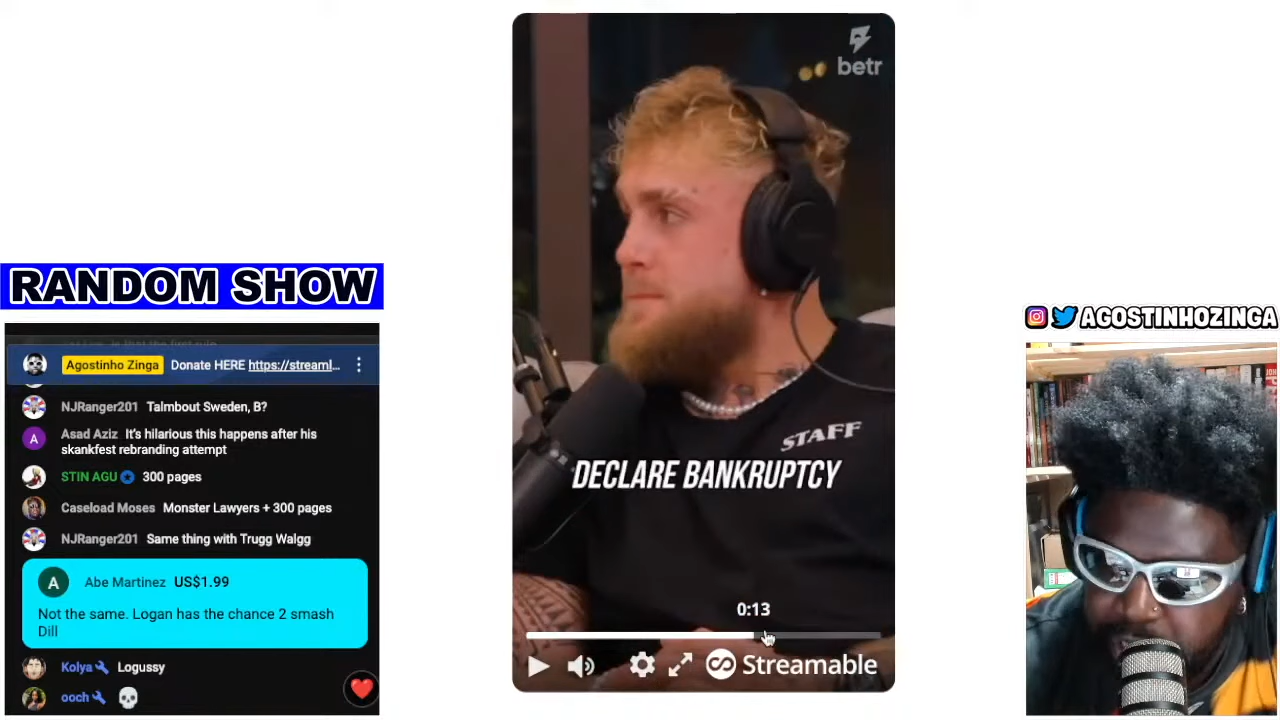 betr
STAFF
DECLARE BANKRUPTCY
0:13
Streamable
RANDOM SHOW
Agostinho Zinga Donate HERE https://streaml...
NJRanger201 Talmbout Sweden, B?
Asad Aziz It's hilarious this happens after his
skankfest rebranding attempt
STIN AGU 300 pages
Caseload Moses Monster Lawyers + 300 pages
NJRanger201 Same thing with Trugg Walgg
A Abe Martinez US$1.99
Not the same. Logan has the chance 2 smash
Dill
Kolya Logussy
ooch
AGOSTINHOZINGA